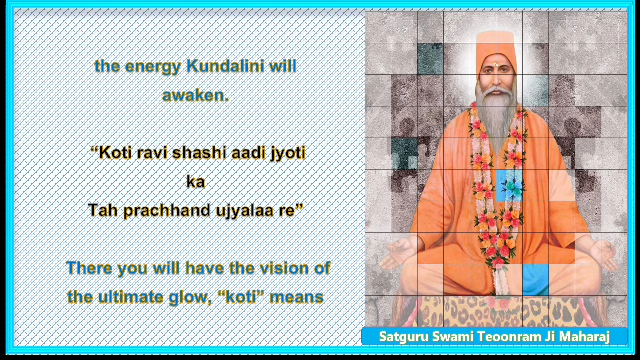 the energy Kundalini will
awaken.
“Koti ravi shashi aadi jyoti
ka
Tah prachhand ujyalaa re”
There you will have the vision of
the ultimate glow, “koti” means
Satguru Swami Teoonram Ji Maharaj